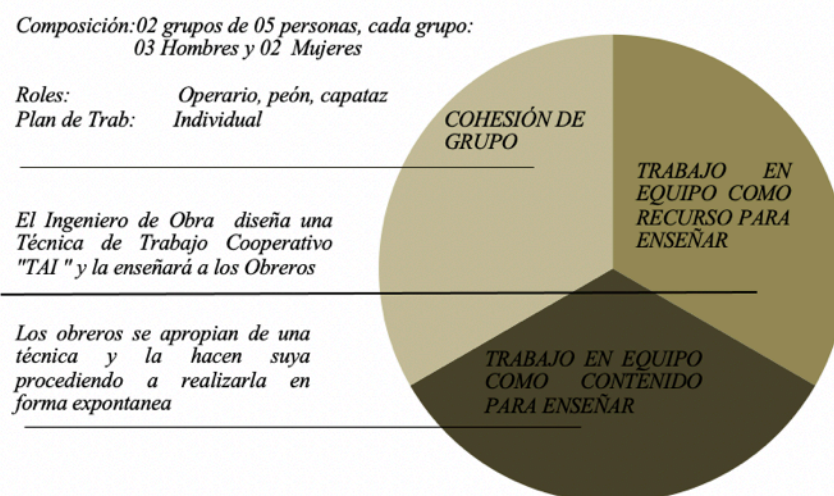 Composición:02 grupos de 05 personas, cada grupo:
03 Hombres y 02 Mujeres
Roles: Operario, peón, capataz
Plan de Trab: Individual
COHESIÓN DE
GRUPO
TRABAJO EN
EQUIPO COMO
RECURSO PARA
ENSEÑAR
El Ingeniero de Obra diseña una
Técnica de Trabajo Cooperativo
"TAI " y la enseñará a los Obreros
Los obreros se apropian de una
técnica y la hacen suya
procediendo a realizarla en
forma expontanea
TRABAJO EN EQUIPO
COMO CONTENIDO
PARA ENSEÑAR